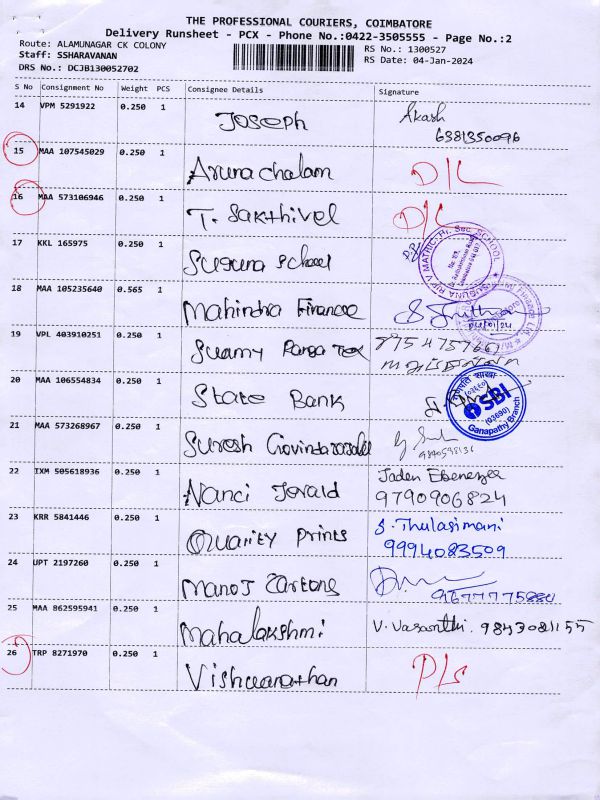 THE PROFESSIONAL COURIERS, COIMBATORE
Delivery Runsheet - PCX - Phone No.:0422-3505555 - Page No.:2
Route: ALAMUNAGAR CK COLONY RS No.: 1300527
Staff: SSHARAVANAN RS Date: 04-Jan-2024
DRS No.: DCJB130052702
S No Consignment No Weight PCS Consignee Details Signature
14 VPM 5291922 0.250 1 Joseph Akash
6381350096
15 MAA 107545029 0.250 1 Arunachalam D/L
16 MAA 573106946 0.250 1 T. Sakthivel D/L
17 KKL 165975 0.250 1 Suguna School
18 MAA 105235640 0.565 1 Mahindra Finance
04/01/24
19 VPL 403910251 0.250 1 Swamy Ranga Tex
20 MAA 106554834 0.250 1 State Bank
SBI
Ganapathy Branch
21 MAA 573268967 0.250 1 Suresh
22 IXM 505618936 0.250 1 Nanci Jerald Jaden Ebenezer
9790906824
23 KRR 5841446 0.250 1 Quality Prints S. Thulasimani
9994083509
24 UPT 2197260 0.250 1 Manoj Cartons
25 MAA 862595941 0.250 1 Mahalakshmi V. Vasanthi. 9843081155
26 TRP 8271970 0.250 1 Vishwanathan